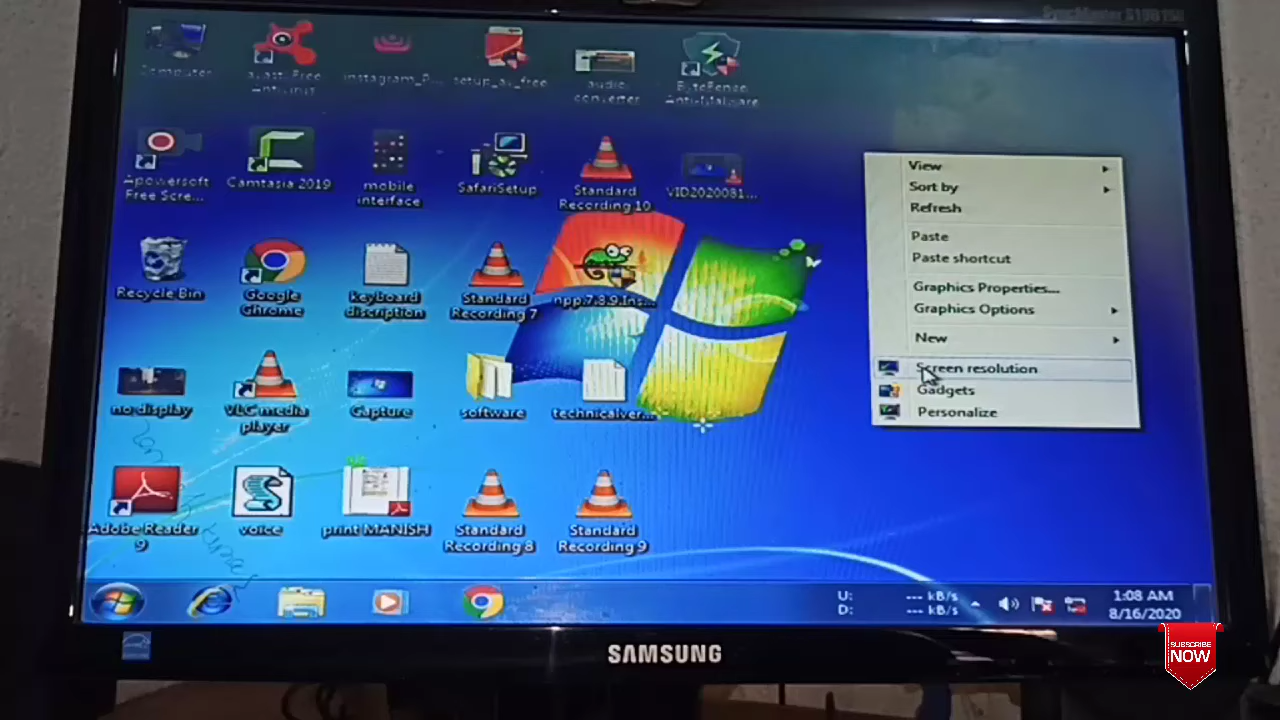 SyncMaster
Computer
avast_Free
Antivirus
instagram_P...
setup_av_free
audio
converter
ByteFence
Anti-Malware
Apowersoft
Free Scre...
Camtasia 2019
mobile
interface
SafariSetup
Standard
Recording 10
VID2020081...
Recycle Bin
Google
Chrome
keyboard
discription
Standard
Recording 7
npp.7.8.9.Ins...
no display
VLC media
player
Capture
software
technicalver...
Adobe Reader
9
voice
print MANISH
Standard
Recording 8
Standard
Recording 9
View
Sort by
Refresh
Paste
Paste shortcut
Graphics Properties...
Graphics Options
New
Screen resolution
Gadgets
Personalize
U: --- kB/s
D: --- kB/s
1:08 AM
8/16/2020
SAMSUNG
SUBSCRIBE
NOW